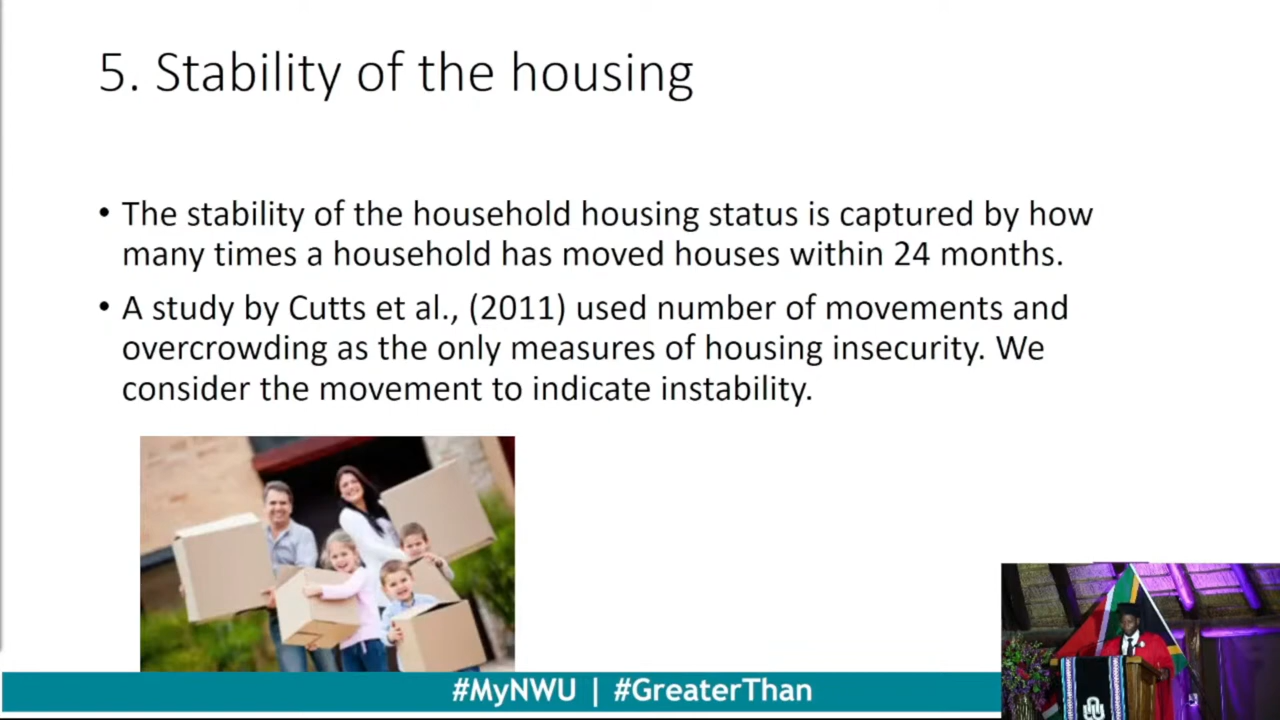 5. Stability of the housing
• The stability of the household housing status is captured by how
many times a household has moved houses within 24 months.
• A study by Cutts et al., (2011) used number of movements and
overcrowding as the only measures of housing insecurity. We
consider the movement to indicate instability.
#MyNWU | #GreaterThan